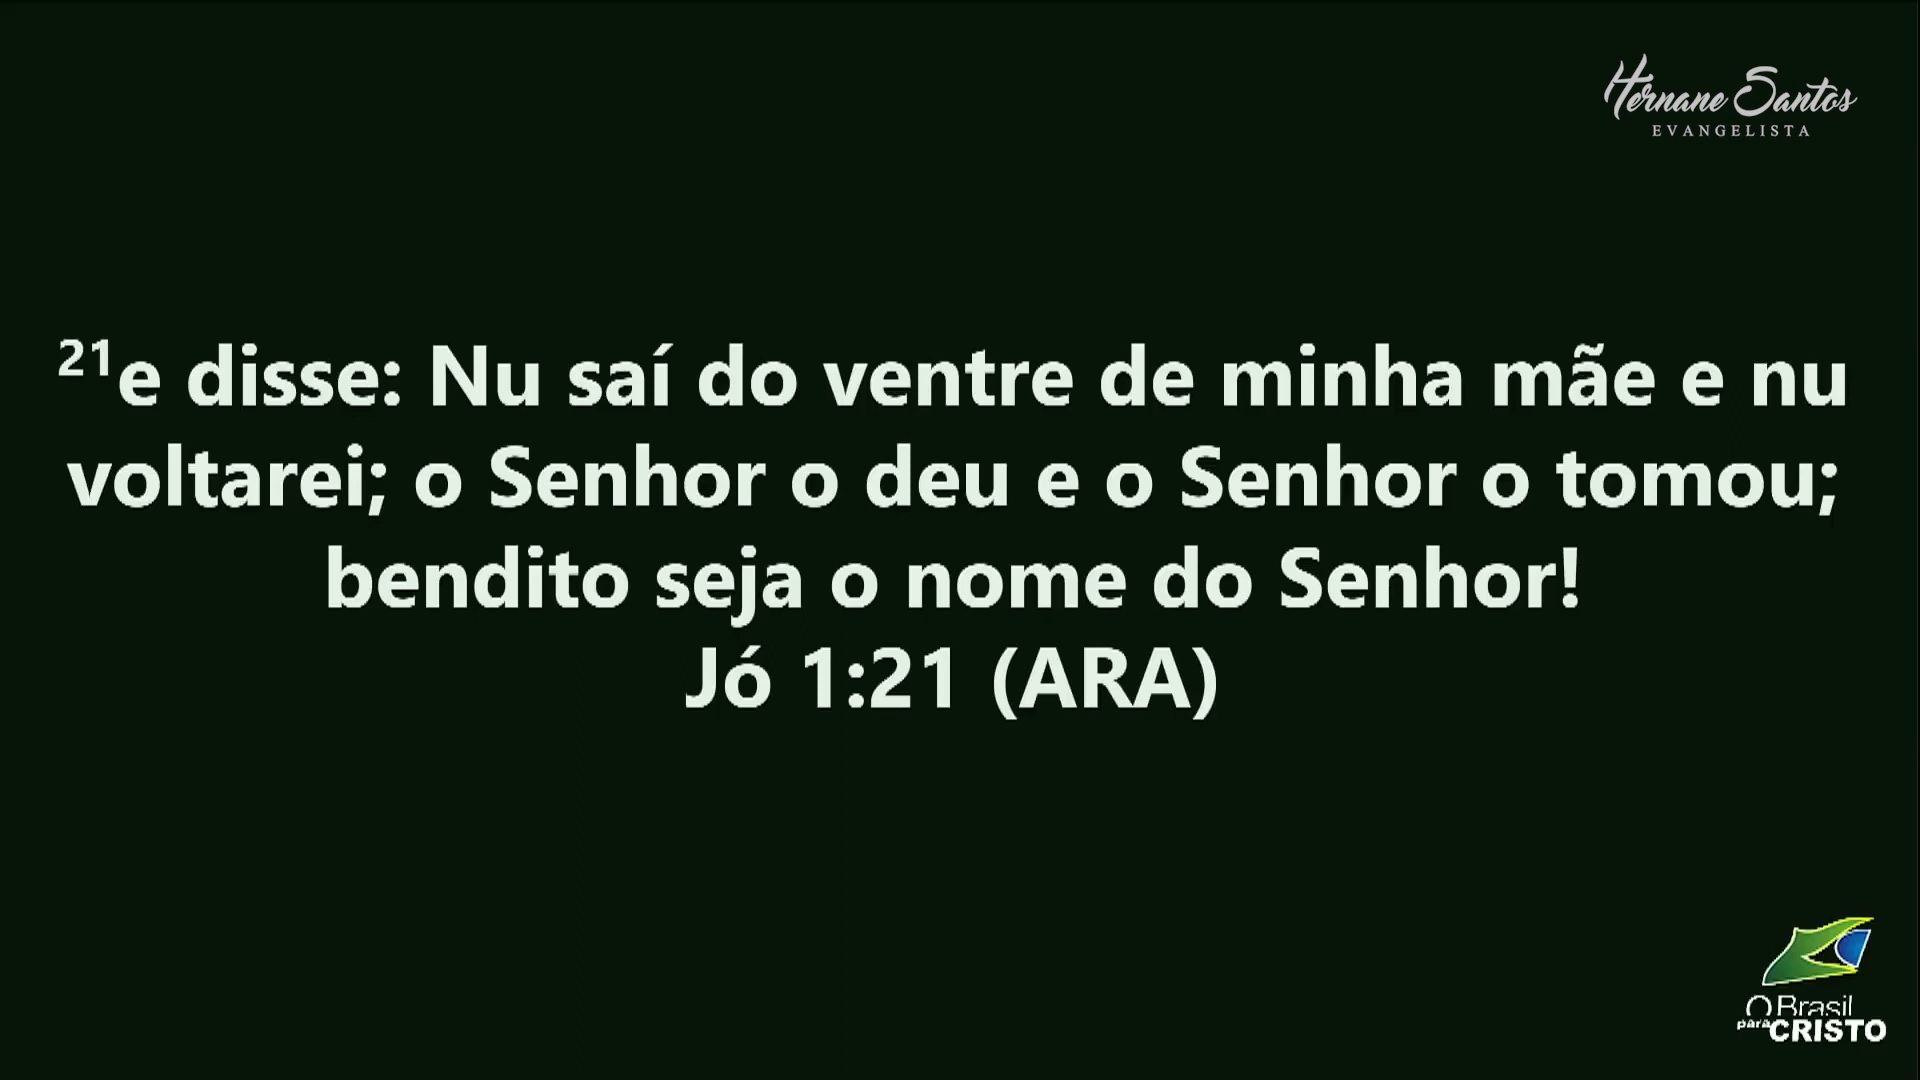 Hernane Santos
EVANGELISTA
²¹e disse: Nu saí do ventre de minha mãe e nu
voltarei; o Senhor o deu e o Senhor o tomou;
bendito seja o nome do Senhor!
Jó 1:21 (ARA)
O Brasil
para CRISTO